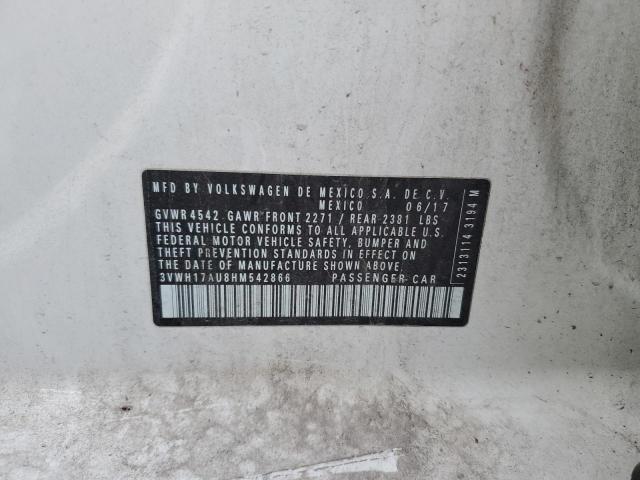 MFD BY VOLKSWAGEN DE MEXICO S.A. DE C.V.
MEXICO 06/17
GVWR 4542 GAWR FRONT 2271 / REAR 2381 LBS
THIS VEHICLE CONFORMS TO ALL APPLICABLE U.S.
FEDERAL MOTOR VEHICLE SAFETY, BUMPER AND
THEFT PREVENTION STANDARDS IN EFFECT ON
THE DATE OF MANUFACTURE SHOWN ABOVE.
3VWH17AU8HM542866 PASSENGER CAR
2313114 3194 M